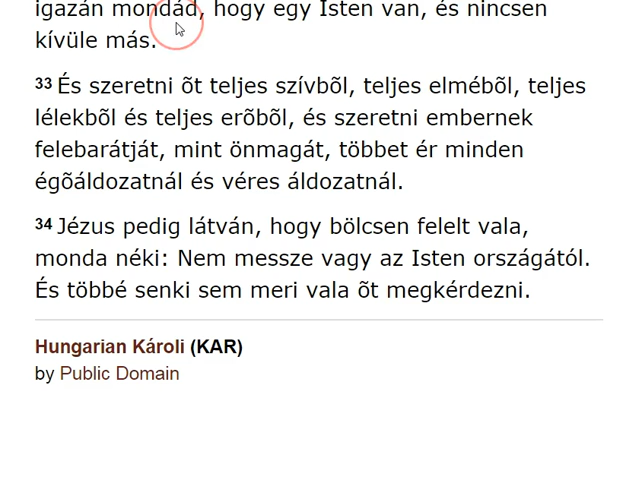 igazán mondád, hogy egy Isten van, és nincsen
kívüle más.
33 És szeretni õt teljes szívbõl, teljes elmébõl, teljes
lélekbõl és teljes erõbõl, és szeretni embernek
felebarátját, mint önmagát, többet ér minden
égõáldozatnál és véres áldozatnál.
34 Jézus pedig látván, hogy bölcsen felelt vala,
monda néki: Nem messze vagy az Isten országától.
És többé senki sem meri vala õt megkérdezni.
Hungarian Károli (KAR)
by Public Domain